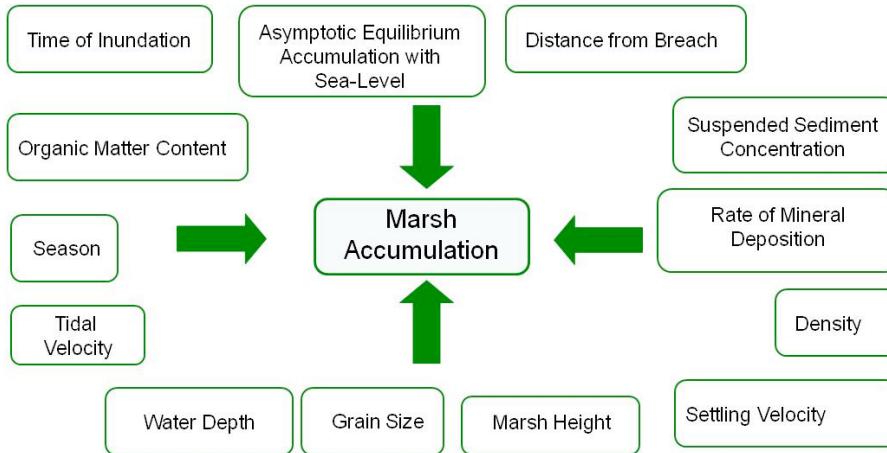 Time of Inundation
Asymptotic Equilibrium
Accumulation with
Sea-Level
Distance from Breach
Organic Matter Content
Suspended Sediment
Concentration
Season
Marsh
Accumulation
Rate of Mineral
Deposition
Tidal
Velocity
Density
Water Depth
Grain Size
Marsh Height
Settling Velocity